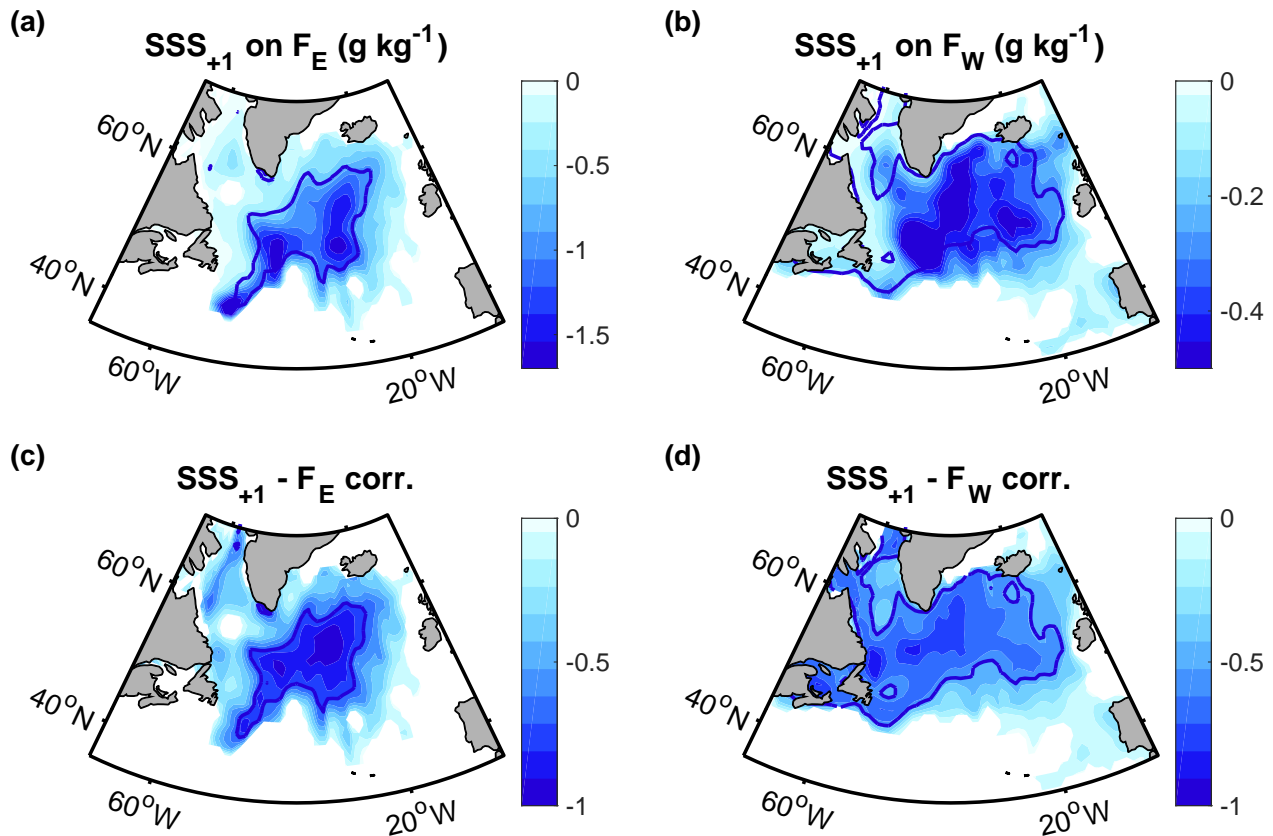 (a)
SSS+1 on FE (g kg-1)
60oN
40oN
60oW
20oW
0
-0.5
-1
-1.5
(b)
SSS+1 on FW (g kg-1)
60oN
40oN
60oW
20oW
0
-0.2
-0.4
(c)
SSS+1 - FE corr.
60oN
40oN
60oW
20oW
0
-0.5
-1
(d)
SSS+1 - FW corr.
60oN
40oN
60oW
20oW
0
-0.5
-1